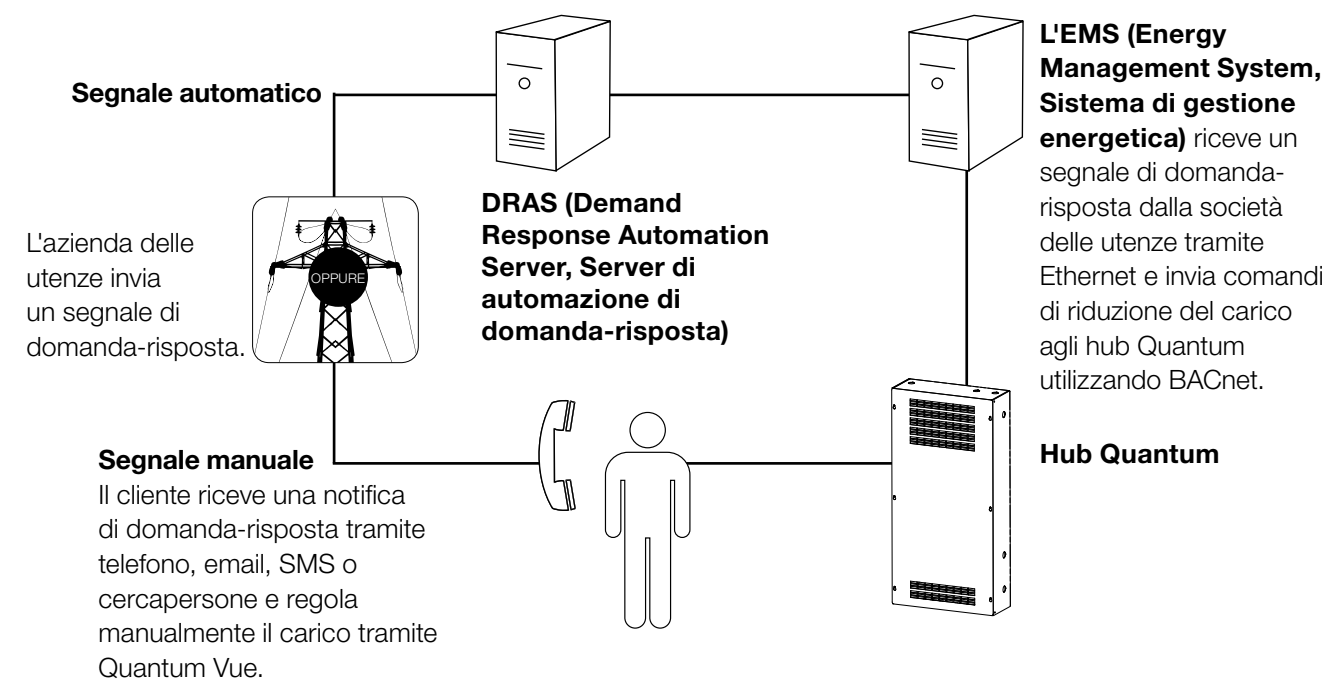 Segnale automatico
L'azienda delle
utenze invia
un segnale di
domanda-risposta.
OPPURE
DRAS (Demand
Response Automation
Server, Server di
automazione di
domanda-risposta)
L'EMS (Energy
Management System,
Sistema di gestione
energetica) riceve un
segnale di domanda-
risposta dalla società
delle utenze tramite
Ethernet e invia comandi
di riduzione del carico
agli hub Quantum
utilizzando BACnet.
Segnale manuale
Il cliente riceve una notifica
di domanda-risposta tramite
telefono, email, SMS o
cercapersone e regola
manualmente il carico tramite
Quantum Vue.
Hub Quantum